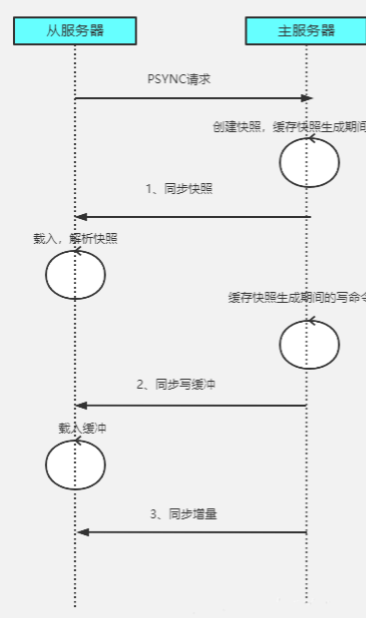 从服务器
主服务器
PSYNC请求
创建快照，缓存快照生成期间
1、同步快照
载入，解析快照
缓存快照生成期间的写命令
2、同步写缓冲
载入缓冲
3、同步增量